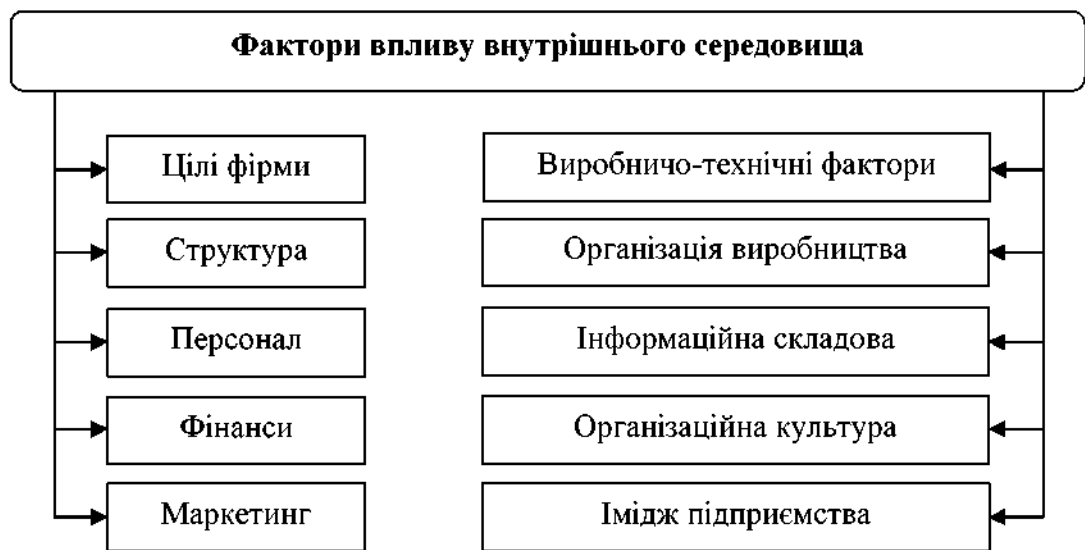 Фактори впливу внутрішнього середовища
Цілі фірми
Структура
Персонал
Фінанси
Маркетинг
Виробничо-технічні фактори
Організація виробництва
Інформаційна складова
Організаційна культура
Імідж підприємства